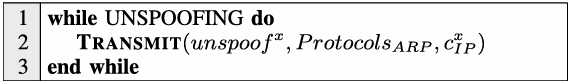 1 while UNSPOOFING do
2 TRANSMIT(unspoof^x, Protocols_ARP, c^x_IP)
3 end while